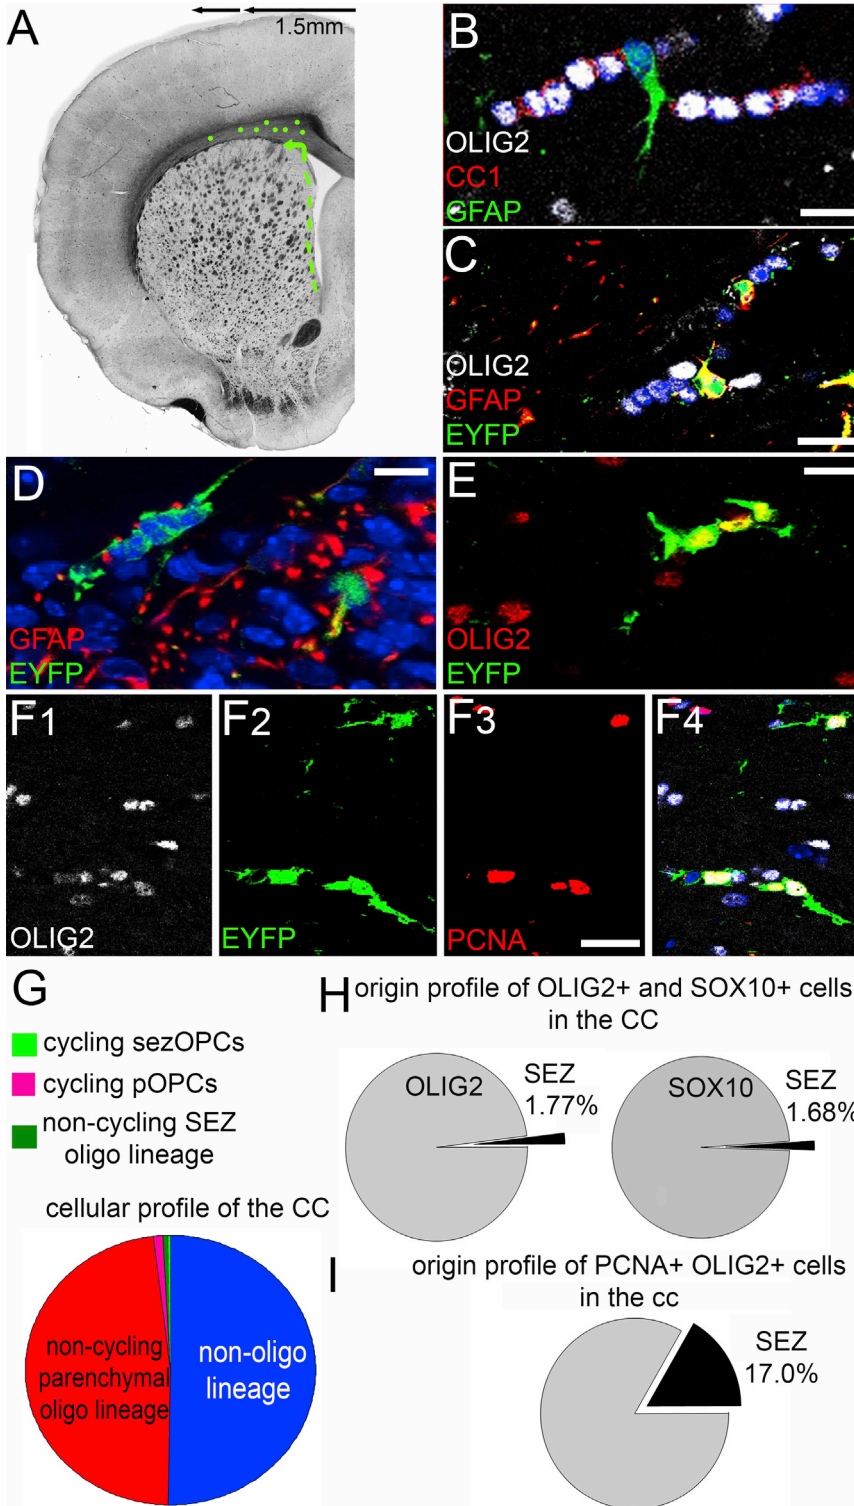 A
1.5mm
B
OLIG2
CC1
GFAP
C
OLIG2
GFAP
EYFP
D
GFAP
EYFP
E
OLIG2
EYFP
F1
OLIG2
F2
EYFP
F3
PCNA
F4
G
cycling sezOPCs
cycling pOPCs
non-cycling SEZ
oligo lineage
cellular profile of the CC
non-cycling
parenchymal
oligo lineage
non-oligo
lineage
H
origin profile of OLIG2+ and SOX10+ cells
in the CC
OLIG2
SEZ
1.77%
SOX10
SEZ
1.68%
I
origin profile of PCNA+ OLIG2+ cells
in the cc
SEZ
17.0%